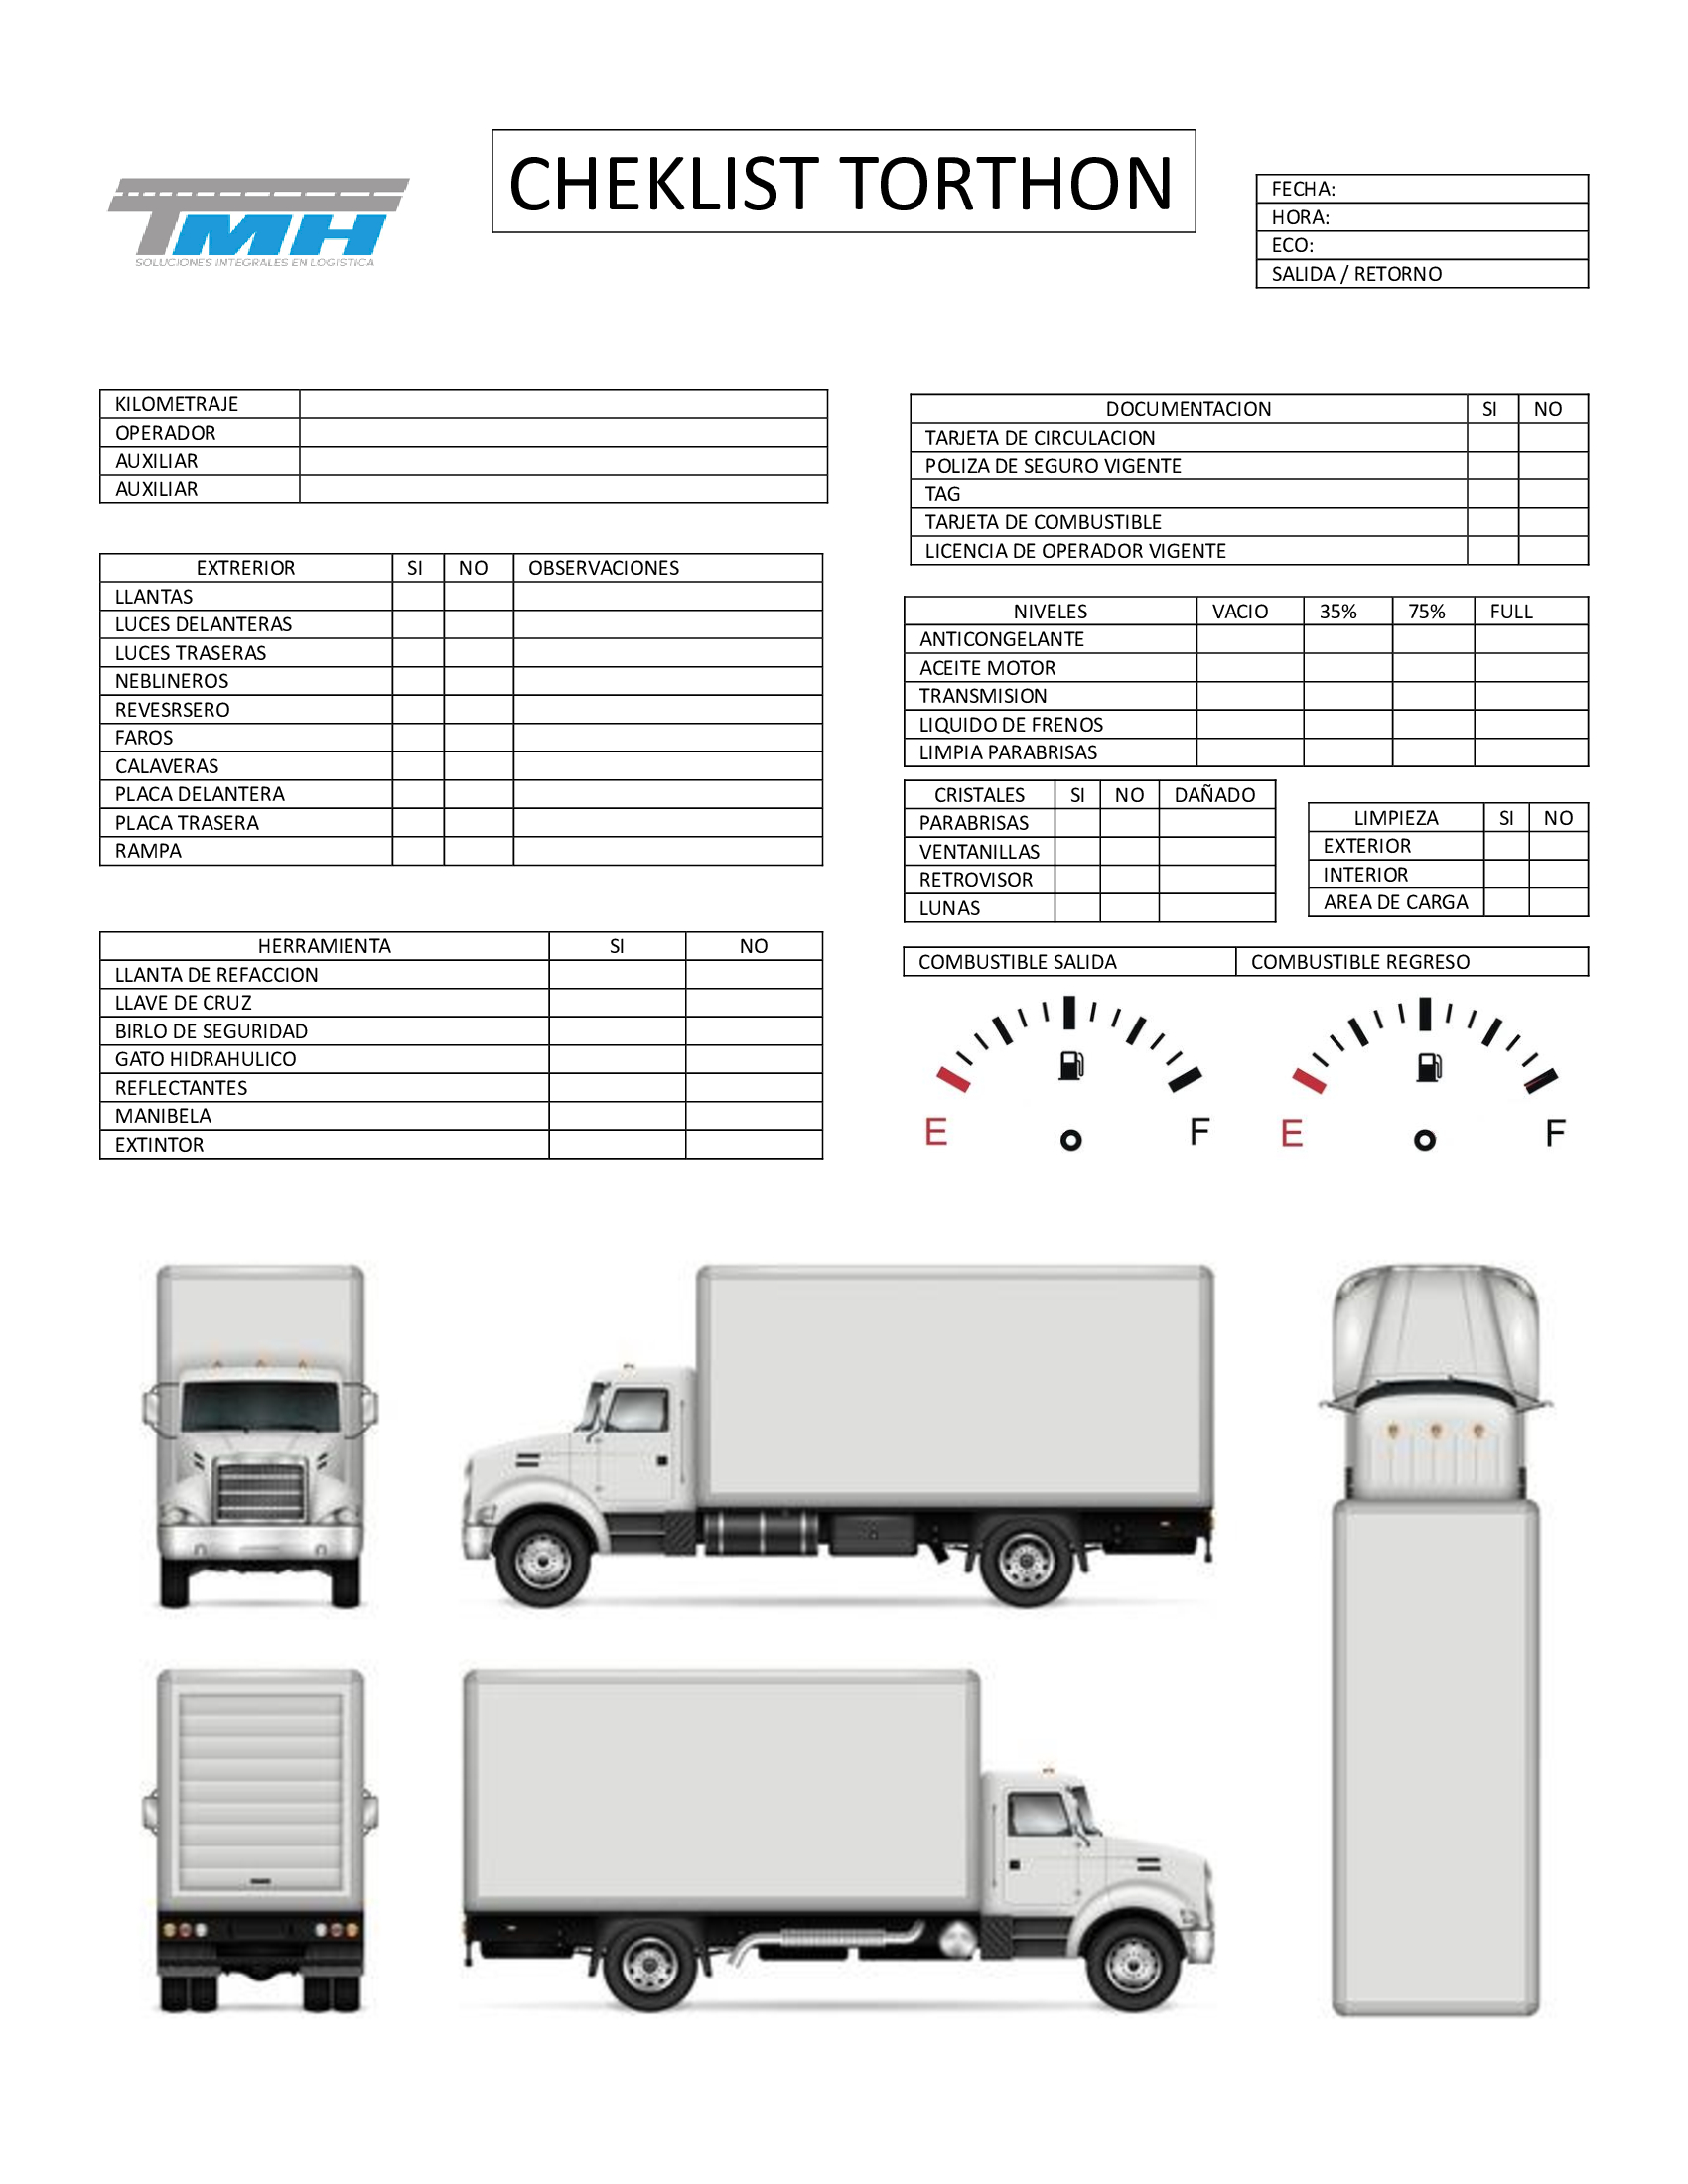 CHEKLIST TORTHON
TMH
SOLUCIONES INTEGRALES EN LOGISTICA
FECHA:
HORA:
ECO:
SALIDA / RETORNO
KILOMETRAJE
OPERADOR
AUXILIAR
AUXILIAR
DOCUMENTACION SI NO
TARJETA DE CIRCULACION
POLIZA DE SEGURO VIGENTE
TAG
TARJETA DE COMBUSTIBLE
LICENCIA DE OPERADOR VIGENTE
EXTRERIOR SI NO OBSERVACIONES
LLANTAS
LUCES DELANTERAS
LUCES TRASERAS
NEBLINEROS
REVESRSERO
FAROS
CALAVERAS
PLACA DELANTERA
PLACA TRASERA
RAMPA
NIVELES VACIO 35% 75% FULL
ANTICONGELANTE
ACEITE MOTOR
TRANSMISION
LIQUIDO DE FRENOS
LIMPIA PARABRISAS
CRISTALES SI NO DAÑADO
PARABRISAS
VENTANILLAS
RETROVISOR
LUNAS
LIMPIEZA SI NO
EXTERIOR
INTERIOR
AREA DE CARGA
HERRAMIENTA SI NO
LLANTA DE REFACCION
LLAVE DE CRUZ
BIRLO DE SEGURIDAD
GATO HIDRAHULICO
REFLECTANTES
MANIBELA
EXTINTOR
COMBUSTIBLE SALIDA COMBUSTIBLE REGRESO
E F E F